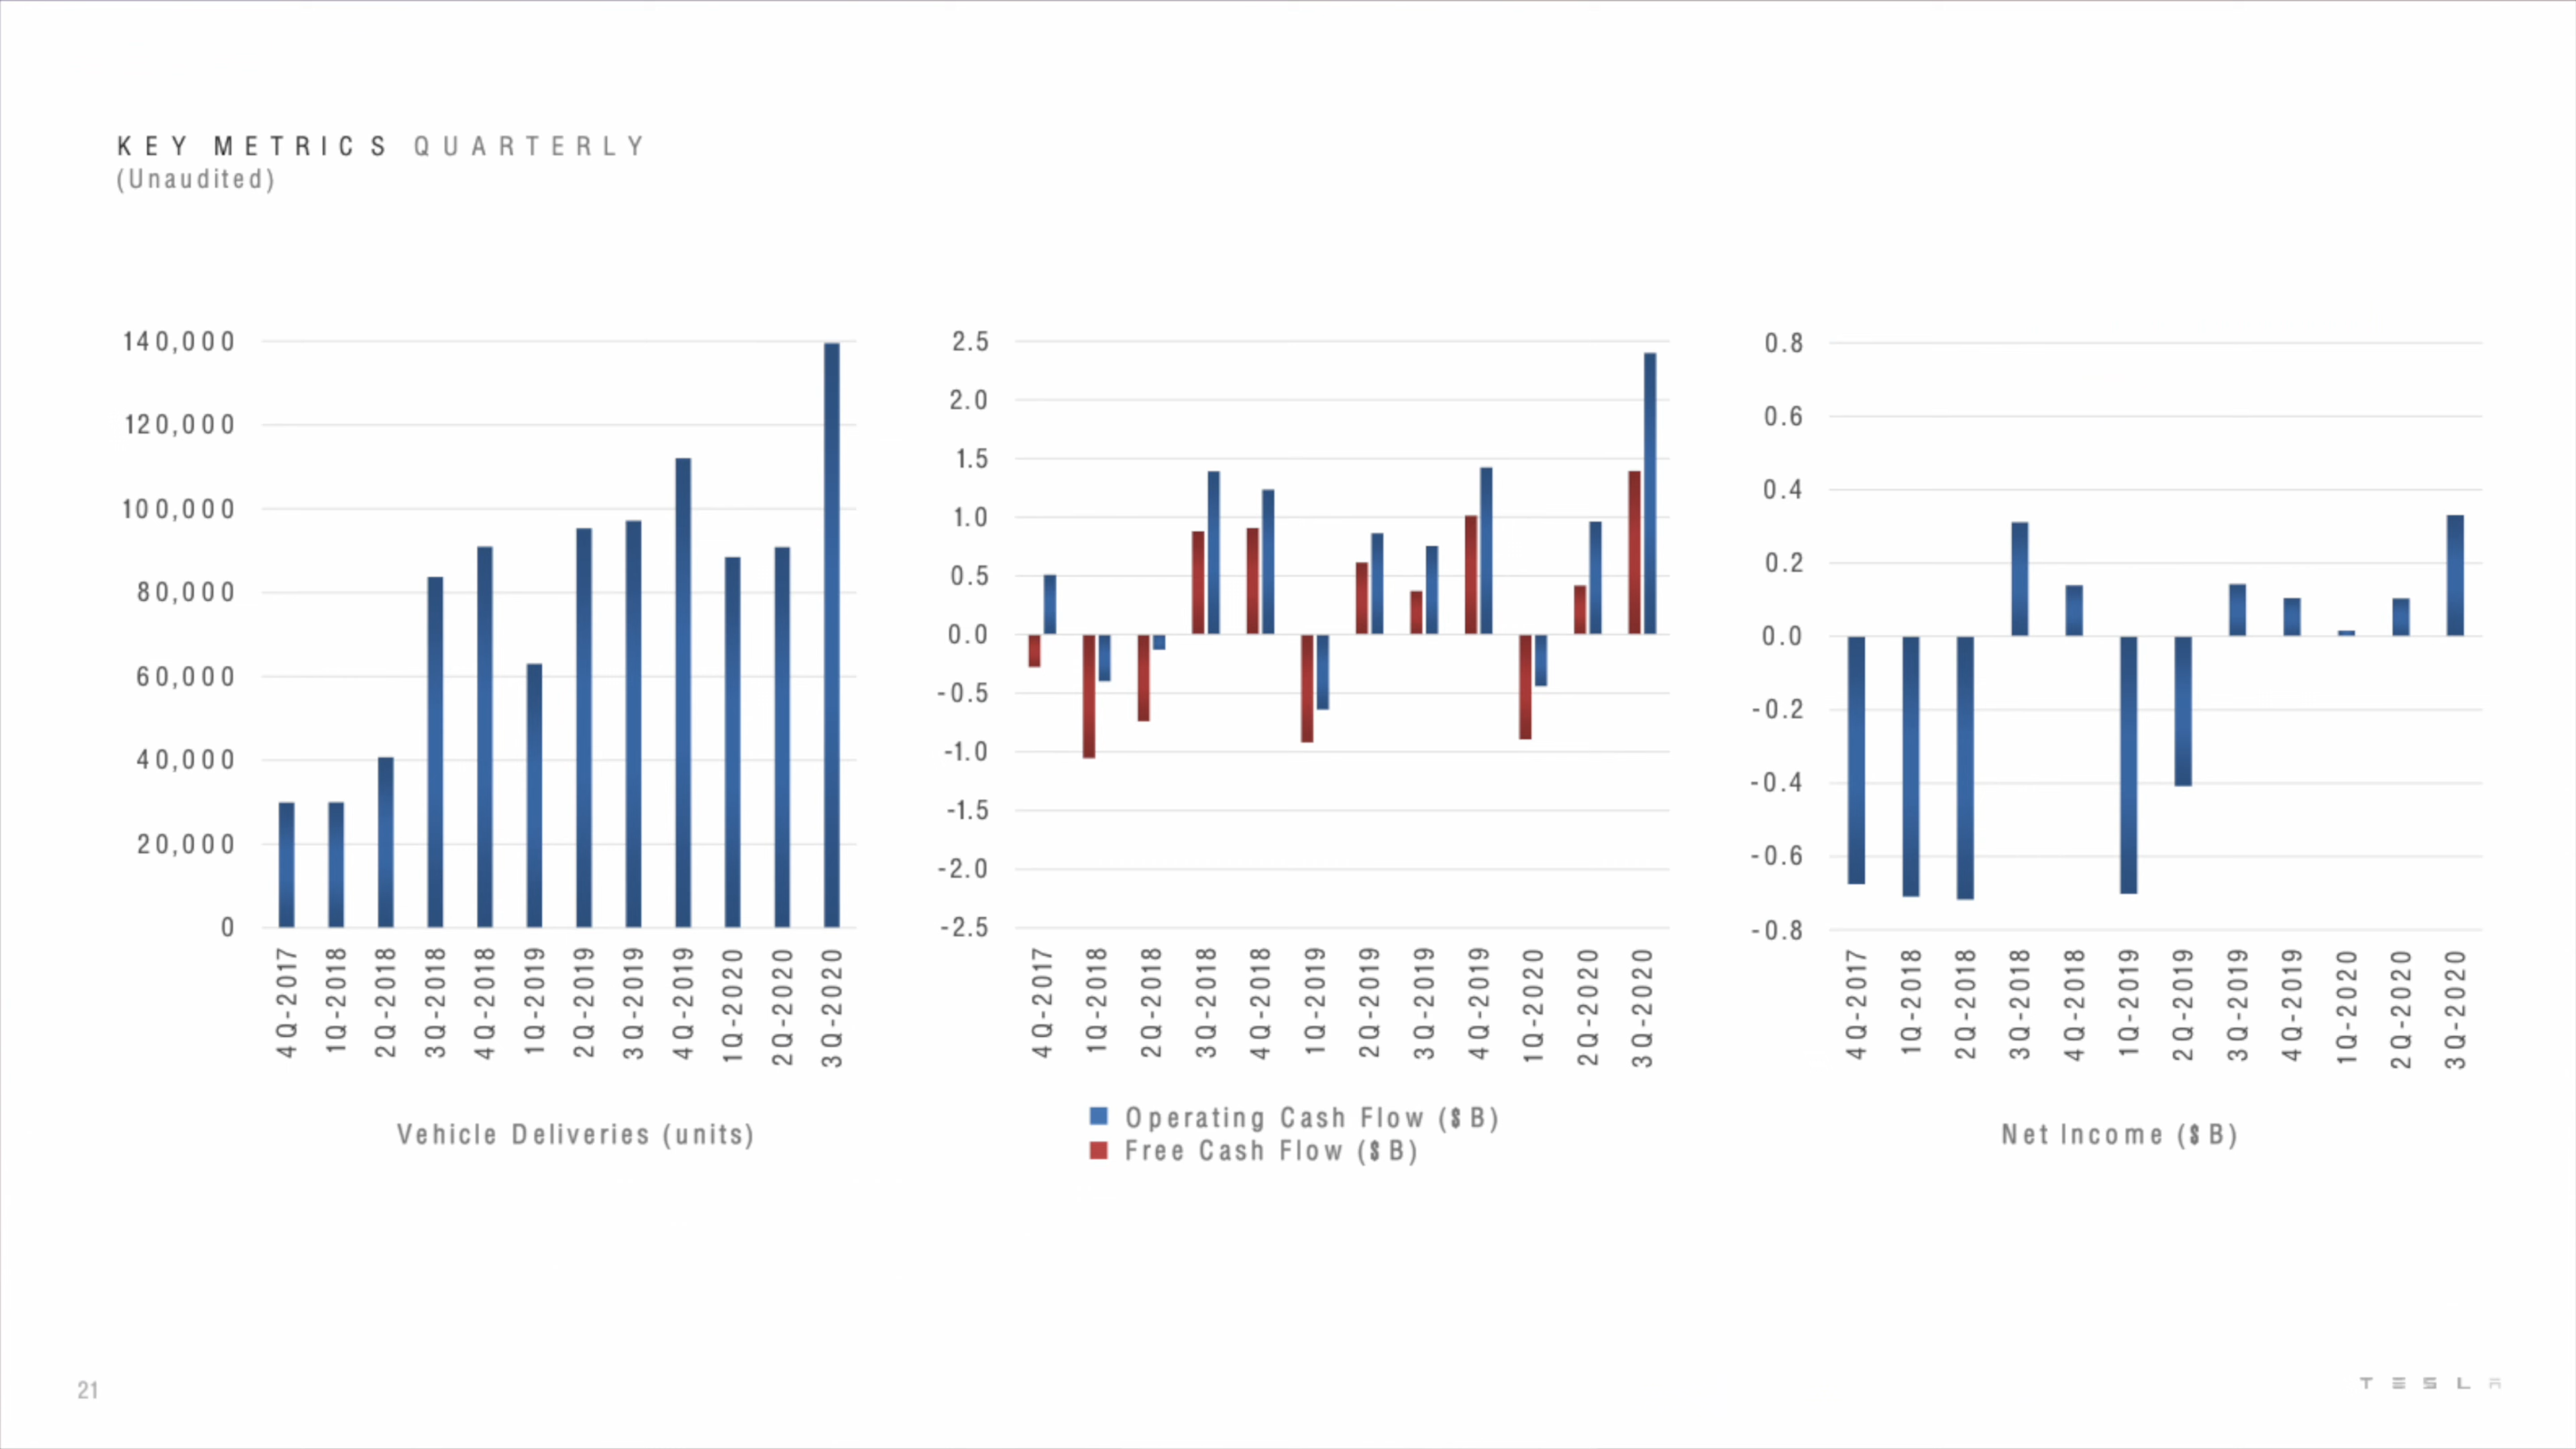 KEY METRICS QUARTERLY
(Unaudited)
140,000
120,000
100,000
80,000
60,000
40,000
20,000
0
4Q-2017
1Q-2018
2Q-2018
3Q-2018
4Q-2018
1Q-2019
2Q-2019
3Q-2019
4Q-2019
1Q-2020
2Q-2020
3Q-2020
Vehicle Deliveries (units)
2.5
2.0
1.5
1.0
0.5
0.0
-0.5
-1.0
-1.5
-2.0
-2.5
4Q-2017
1Q-2018
2Q-2018
3Q-2018
4Q-2018
1Q-2019
2Q-2019
3Q-2019
4Q-2019
1Q-2020
2Q-2020
3Q-2020
Operating Cash Flow ($B)
Free Cash Flow ($B)
0.8
0.6
0.4
0.2
0.0
-0.2
-0.4
-0.6
-0.8
4Q-2017
1Q-2018
2Q-2018
3Q-2018
4Q-2018
1Q-2019
2Q-2019
3Q-2019
4Q-2019
1Q-2020
2Q-2020
3Q-2020
Net Income ($B)
21
TESLA